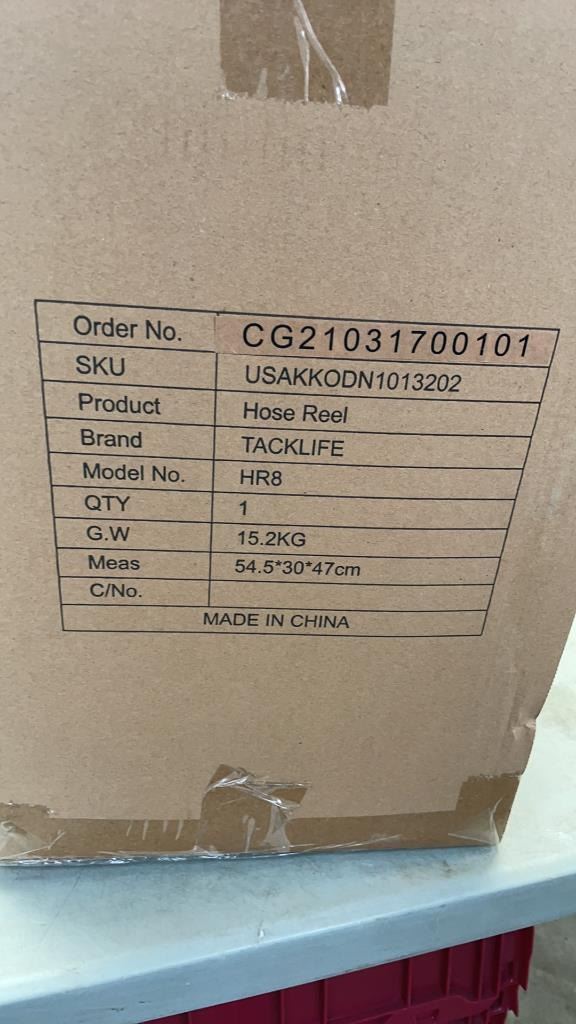 Order No. CG21031700101
SKU USAKKODN1013202
Product Hose Reel
Brand TACKLIFE
Model No. HR8
QTY 1
G.W 15.2KG
Meas 54.5*30*47cm
C/No.
MADE IN CHINA